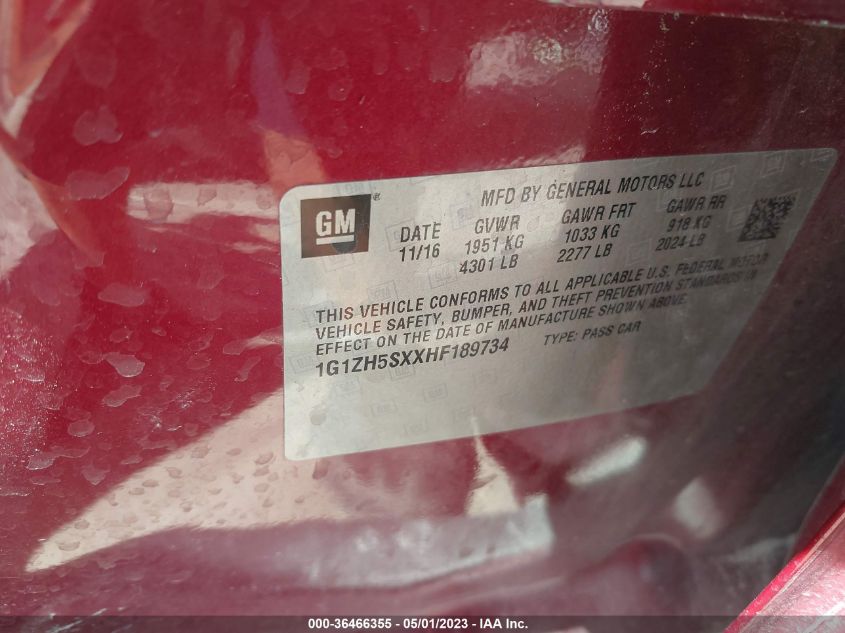 GM
MFD BY GENERAL MOTORS LLC
DATE GVWR GAWR FRT GAWR RR
11/16 1951 KG 1033 KG 918 KG
4301 LB 2277 LB 2024 LB
THIS VEHICLE CONFORMS TO ALL APPLICABLE U.S. FEDERAL MOTOR
VEHICLE SAFETY, BUMPER, AND THEFT PREVENTION STANDARDS IN
EFFECT ON THE DATE OF MANUFACTURE SHOWN ABOVE.
1G1ZH5SXXHF189734 TYPE: PASS CAR
000-36466355 - 05/01/2023 - IAA Inc.